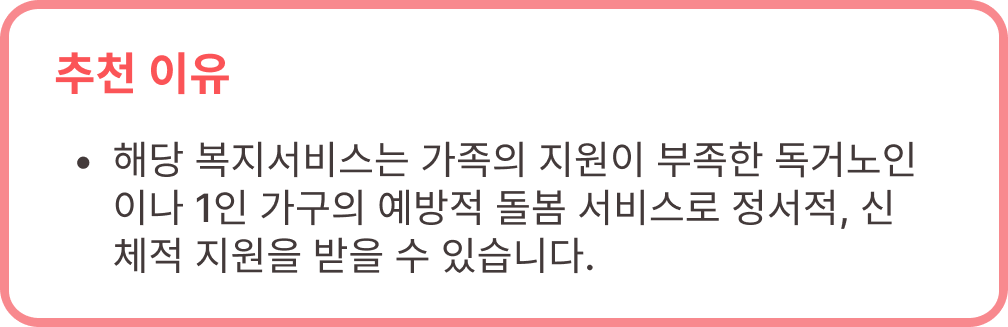 추천 이유
• 해당 복지서비스는 가족의 지원이 부족한 독거노인
이나 1인 가구의 예방적 돌봄 서비스로 정서적, 신
체적 지원을 받을 수 있습니다.